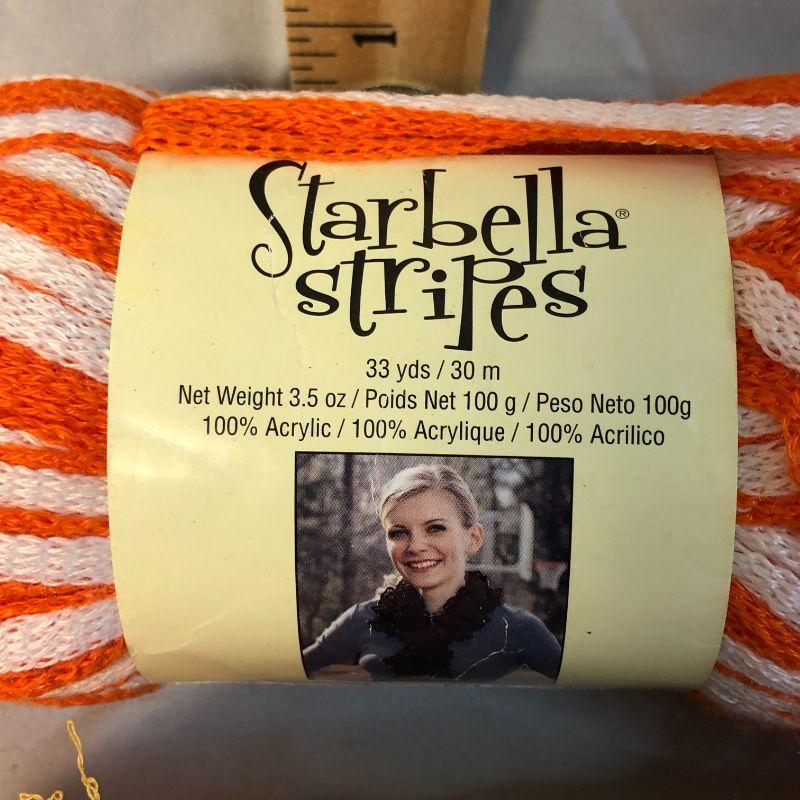 1
Starbella®
stripes
33 yds / 30 m
Net Weight 3.5 oz / Poids Net 100 g / Peso Neto 100g
100% Acrylic / 100% Acrylique / 100% Acrilico